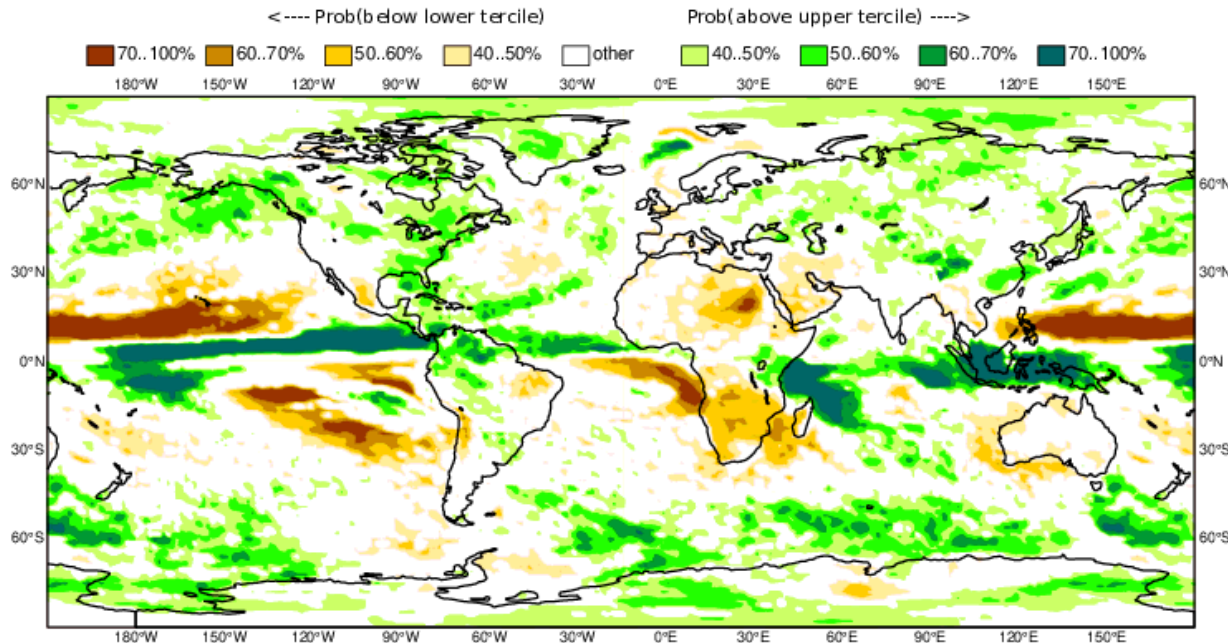 <---- Prob(below lower tercile) Prob(above upper tercile) ---->
70..100% 60..70% 50..60% 40..50% other 40..50% 50..60% 60..70% 70..100%
180°W 150°W 120°W 90°W 60°W 30°W 0°E 30°E 60°E 90°E 120°E 150°E
60°N 60°N
30°N 30°N
0°N 0°N
30°S 30°S
60°S 60°S
180°W 150°W 120°W 90°W 60°W 30°W 0°E 30°E 60°E 90°E 120°E 150°E